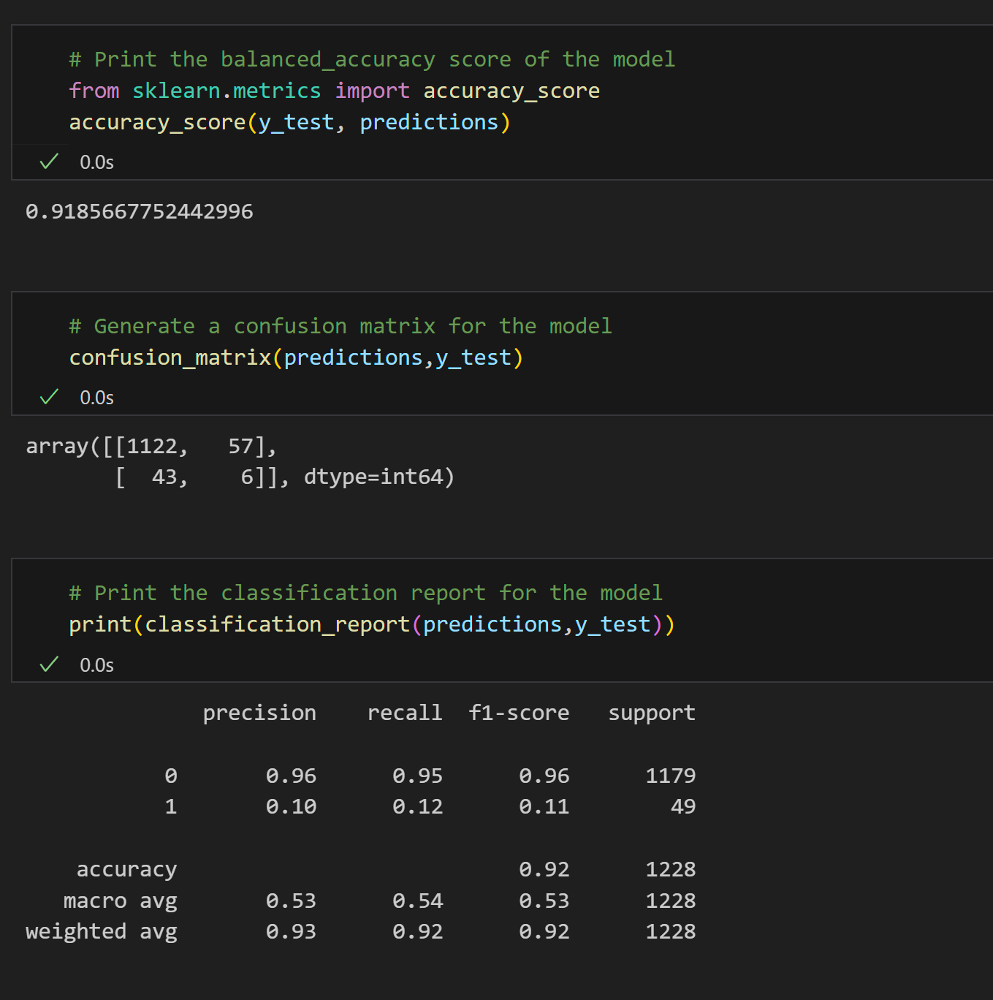 # Print the balanced_accuracy score of the model
from sklearn.metrics import accuracy_score
accuracy_score(y_test, predictions)
0.0s
0.9185667752442996
# Generate a confusion matrix for the model
confusion_matrix(predictions,y_test)
0.0s
array([[1122,   57],
       [  43,    6]], dtype=int64)
# Print the classification report for the model
print(classification_report(predictions,y_test))
0.0s
              precision    recall  f1-score   support
           0       0.96      0.95      0.96      1179
           1       0.10      0.12      0.11        49
    accuracy                           0.92      1228
   macro avg       0.53      0.54      0.53      1228
weighted avg       0.93      0.92      0.92      1228